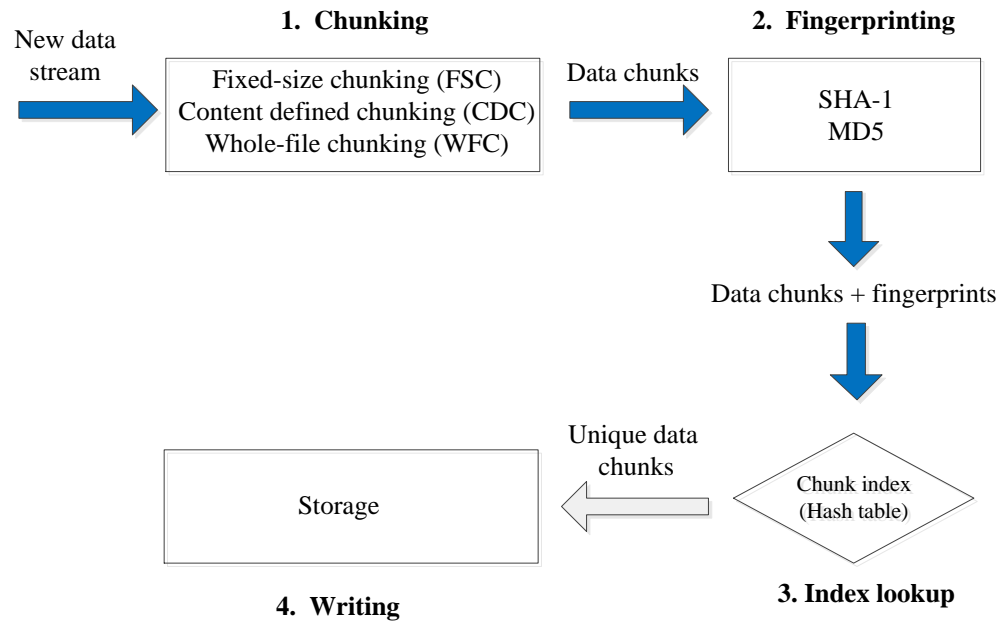 1. Chunking
2. Fingerprinting
New data
stream
Fixed-size chunking (FSC)
Content defined chunking (CDC)
Whole-file chunking (WFC)
Data chunks
SHA-1
MD5
Data chunks + fingerprints
Unique data
chunks
Storage
Chunk index
(Hash table)
3. Index lookup
4. Writing